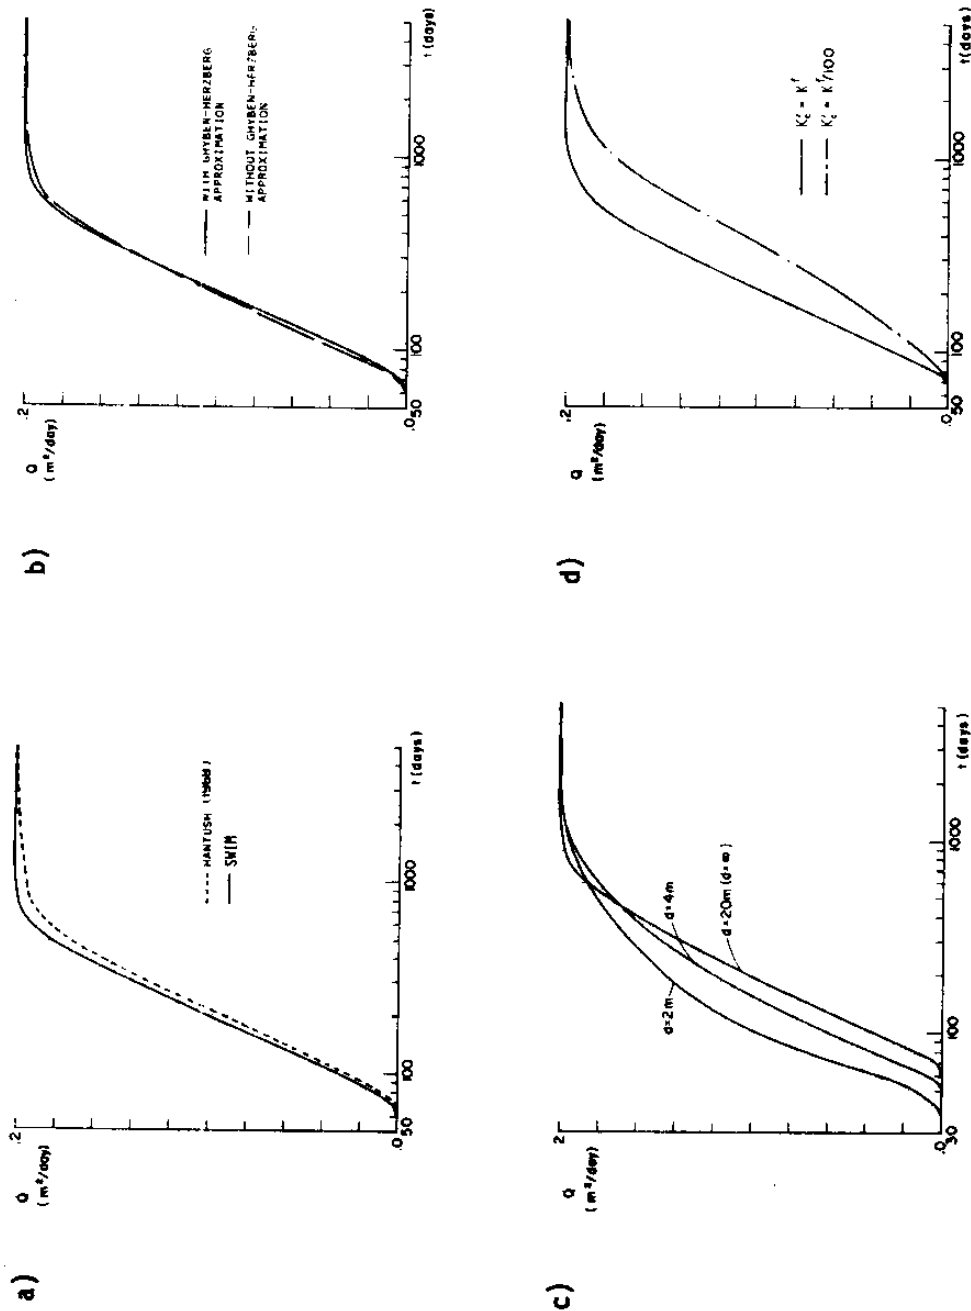 a)
Q
(m²/day)
.2
.0
50
100
1000
t (days)
HANTUSH (1968)
SWIM
b)
Q
(m²/day)
.2
.0
50
100
1000
t (days)
WITH GHYBEN-HERZBERG
APPROXIMATION
WITHOUT GHYBEN-HERZBERG
APPROXIMATION
c)
Q
(m²/day)
.2
.0
30
100
1000
t (days)
d=2m
d=4m
d=20m (d=∞)
d)
Q
(m²/day)
.2
.0
50
100
1000
t (days)
= Kᶠ
= Kᶠ/100